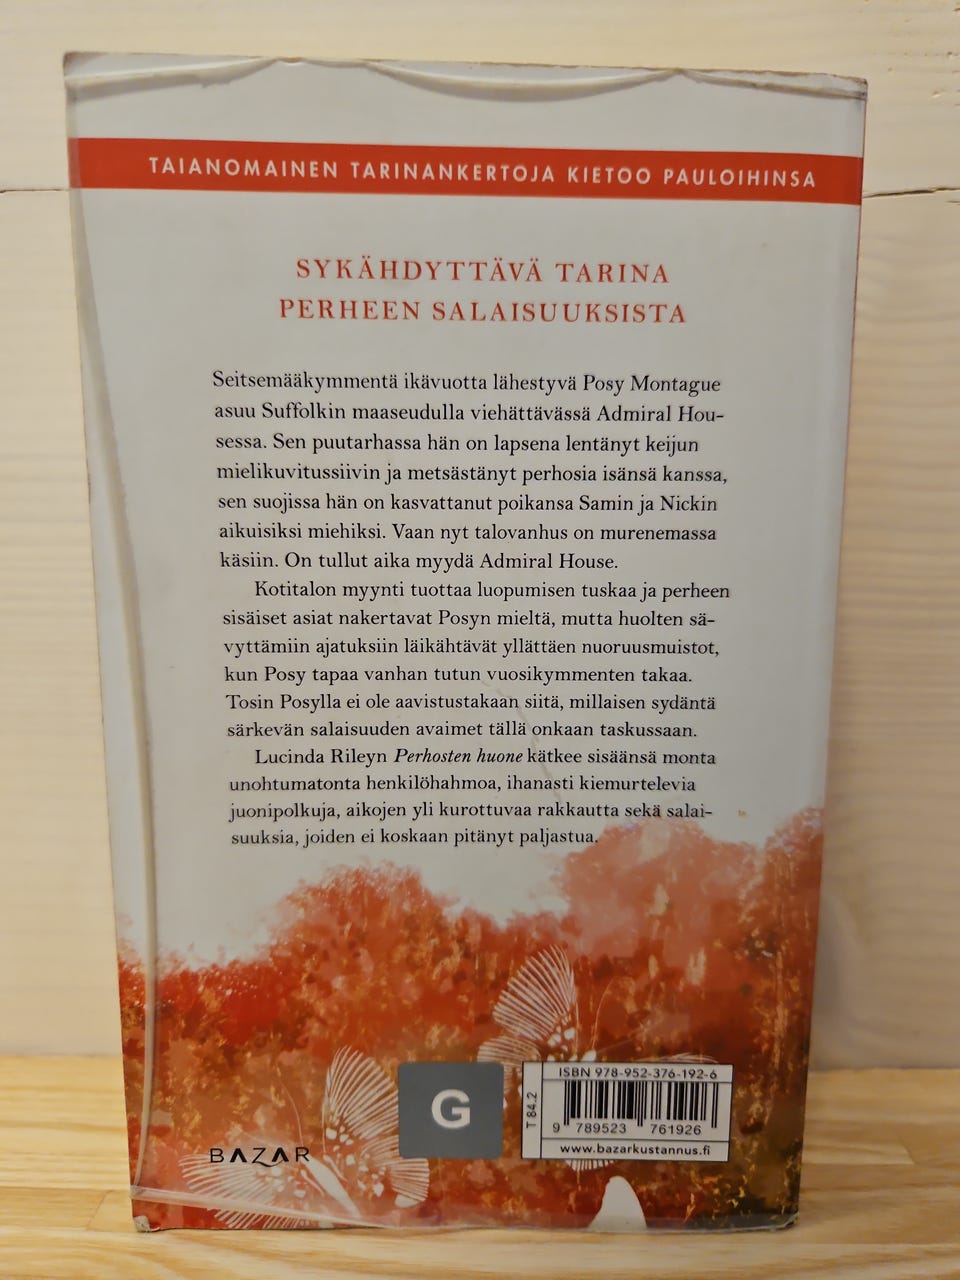 TAIANOMAINEN TARINANKERTOJA KIETOO PAULOIHINSA
SYKÄHDYTTÄVÄ TARINA
PERHEEN SALAISUUKSISTA
Seitsemääkymmentä ikävuotta lähestyvä Posy Montague
asuu Suffolkin maaseudulla viehättävässä Admiral Hou-
sessa. Sen puutarhassa hän on lapsena lentänyt keijun
mielikuvitussiivin ja metsästänyt perhosia isänsä kanssa,
sen suojissa hän on kasvattanut poikansa Samin ja Nickin
aikuisiksi miehiksi. Vaan nyt talovanhus on murenemassa
käsiin. On tullut aika myydä Admiral House.
Kotitalon myynti tuottaa luopumisen tuskaa ja perheen
sisäiset asiat nakertavat Posyn mieltä, mutta huolten sä-
vyttämiin ajatuksiin läikähtävät yllättäen nuoruusmuistot,
kun Posy tapaa vanhan tutun vuosikymmenten takaa.
Tosin Posylla ei ole aavistustakaan siitä, millaisen sydäntä
särkevän salaisuuden avaimet tällä onkaan taskussaan.
Lucinda Rileyn Perhosten huone kätkee sisäänsä monta
unohtumatonta henkilöhahmoa, ihanasti kiemurtelevia
juonipolkuja, aikojen yli kurottuvaa rakkautta sekä salai-
suuksia, joiden ei koskaan pitänyt paljastua.
BAZAR
G
T 84.2
ISBN 978-952-376-192-6
9 789523 761926
www.bazarkustannus.fi